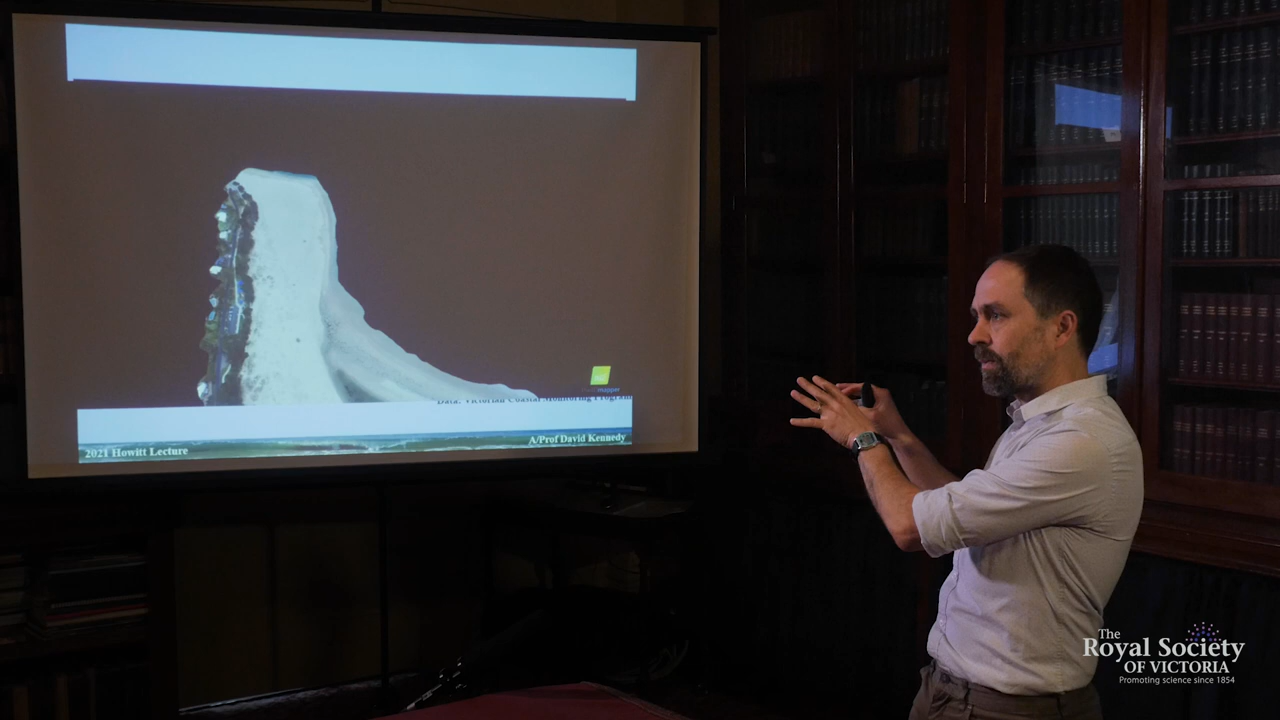 Data: Victorian Coastal Monitoring Program
2021 Howitt Lecture
A/Prof David Kennedy
The
Royal Society
OF VICTORIA
Promoting science since 1854